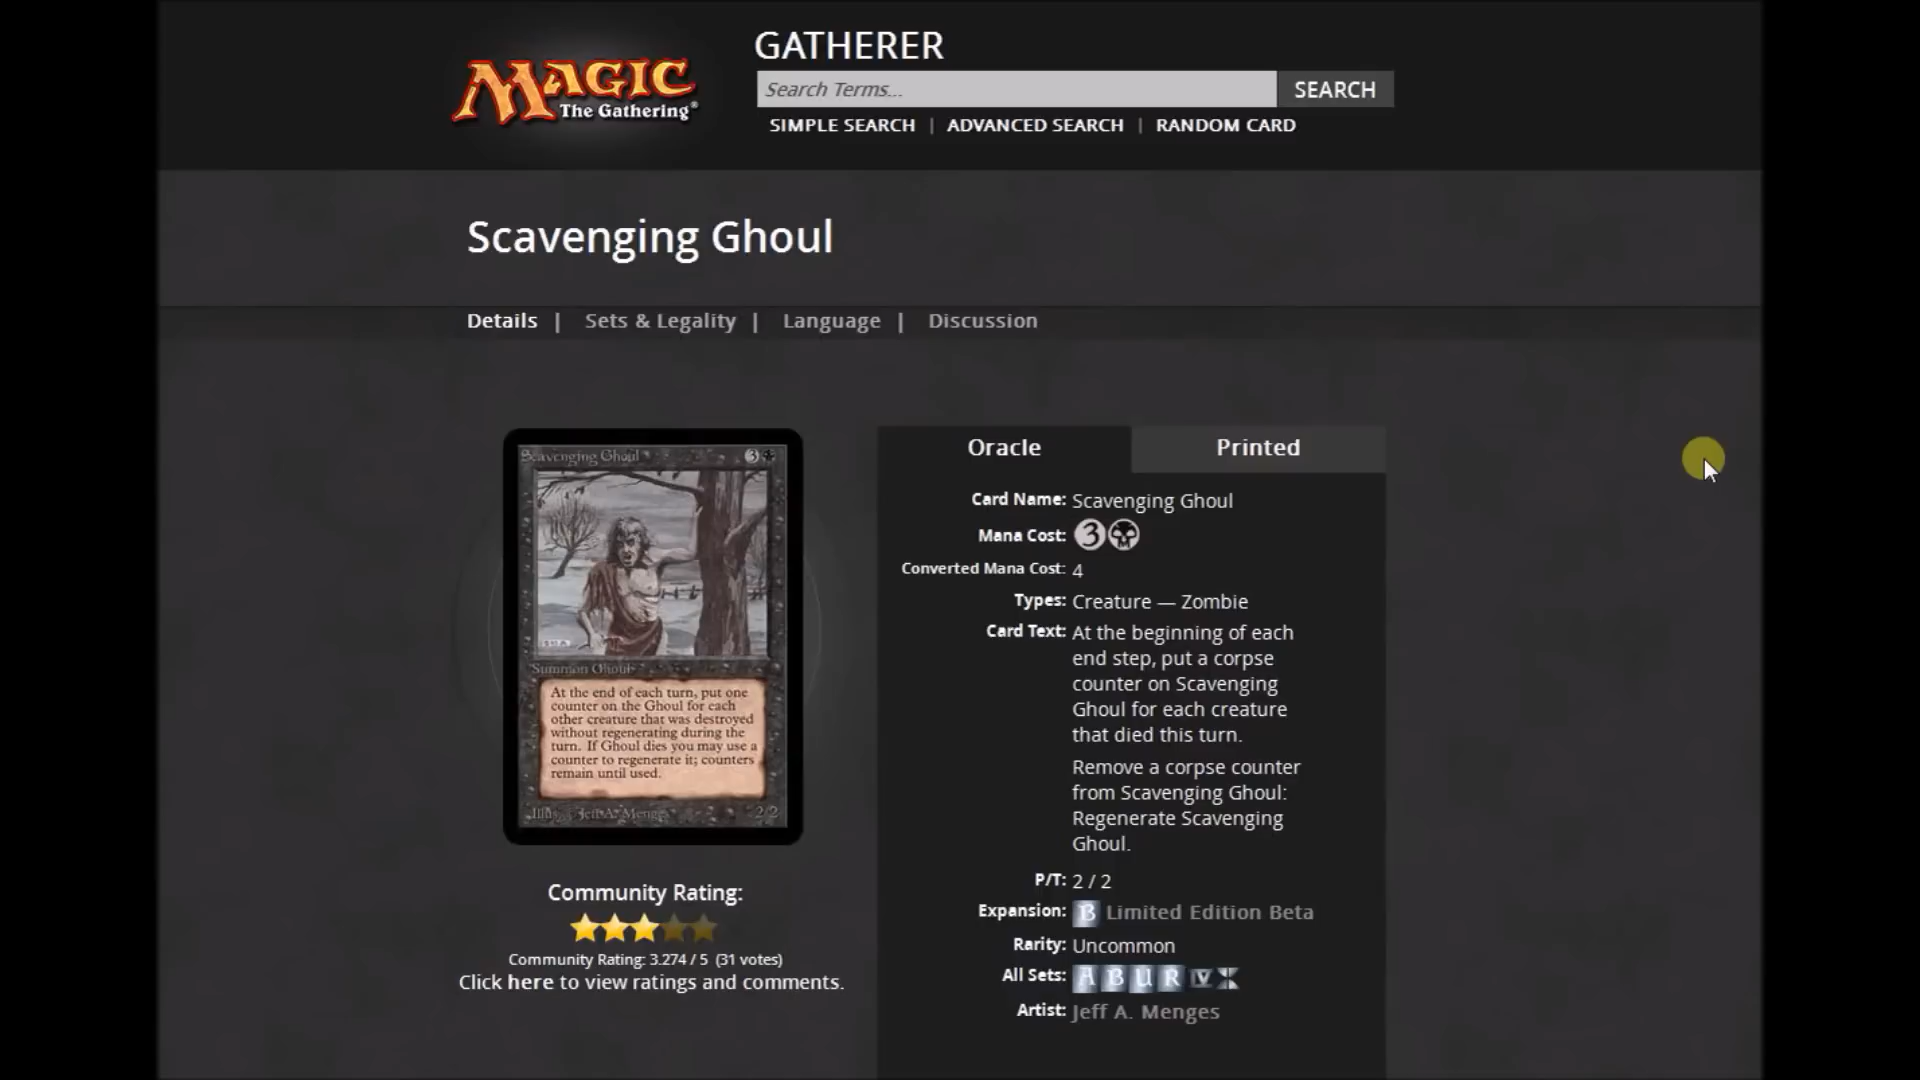 MAGIC
The Gathering®
GATHERER
Search Terms...
SEARCH
SIMPLE SEARCH | ADVANCED SEARCH | RANDOM CARD
Scavenging Ghoul
Details | Sets & Legality | Language | Discussion
Scavenging Ghoul 3
Summon Ghoul
At the end of each turn, put one
counter on the Ghoul for each
other creature that was destroyed
without regenerating during the
turn. If Ghoul dies you may use a
counter to regenerate it; counters
remain until used.
Illus. Jeff A. Menges 2/2
Community Rating:
Community Rating: 3.274 / 5 (31 votes)
Click here to view ratings and comments.
Oracle Printed
Card Name: Scavenging Ghoul
Mana Cost: 3
Converted Mana Cost: 4
Types: Creature — Zombie
Card Text: At the beginning of each
end step, put a corpse
counter on Scavenging
Ghoul for each creature
that died this turn.
Remove a corpse counter
from Scavenging Ghoul:
Regenerate Scavenging
Ghoul.
P/T: 2 / 2
Expansion: B Limited Edition Beta
Rarity: Uncommon
All Sets: A B U R IV
Artist: Jeff A. Menges